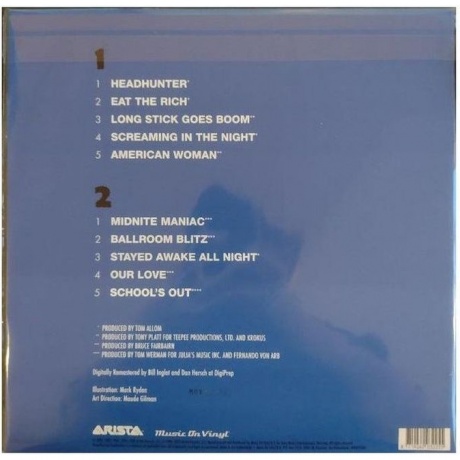 1
1 HEADHUNTER*
2 EAT THE RICH*
3 LONG STICK GOES BOOM**
4 SCREAMING IN THE NIGHT*
5 AMERICAN WOMAN**
2
1 MIDNITE MANIAC***
2 BALLROOM BLITZ***
3 STAYED AWAKE ALL NIGHT*
4 OUR LOVE***
5 SCHOOL'S OUT****
* PRODUCED BY TOM ALLOM
** PRODUCED BY TONY PLATT FOR TEEPEE PRODUCTIONS, LTD. AND KROKUS
*** PRODUCED BY BRUCE FAIRBAIRN
**** PRODUCED BY TOM WERMAN FOR JULIA'S MUSIC INC. AND FERNANDO VON ARB
Digitally Remastered by Bill Inglot and Dan Hersch at DigiPrep
Illustration: Mark Ryden
Art Direction: Maude Gilman
ARISTA Music On Vinyl